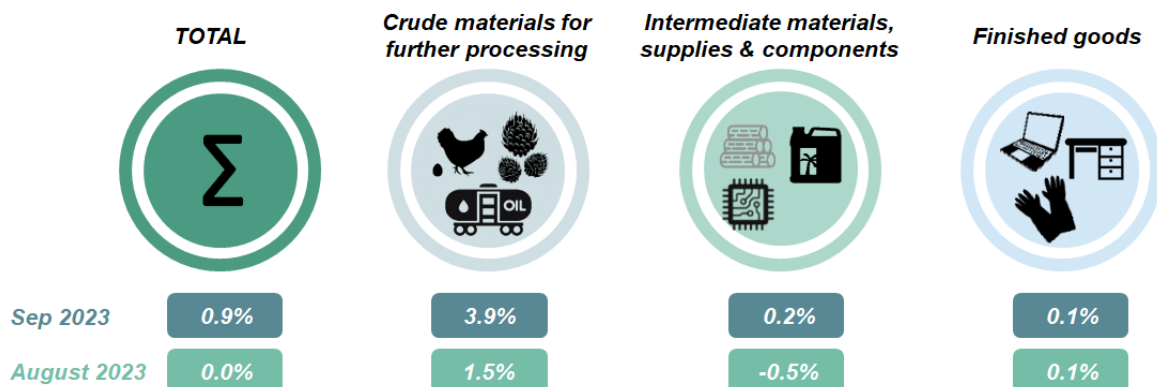 TOTAL
Crude materials for
further processing
Intermediate materials,
supplies & components
Finished goods
Σ
OIL
Sep 2023 0.9% 3.9% 0.2% 0.1%
August 2023 0.0% 1.5% -0.5% 0.1%